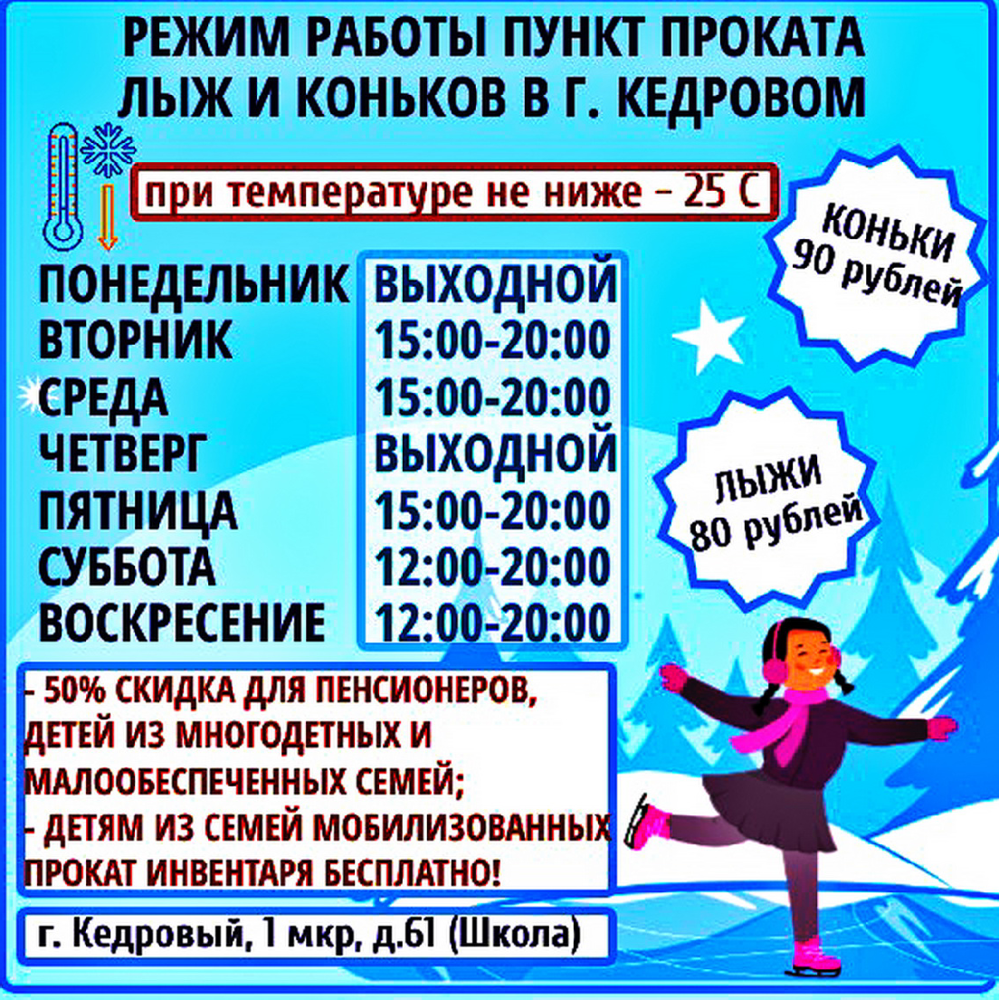 РЕЖИМ РАБОТЫ ПУНКТ ПРОКАТА
ЛЫЖ И КОНЬКОВ В Г. КЕДРОВОМ
при температуре не ниже - 25 С
КОНЬКИ
90 рублей
ПОНЕДЕЛЬНИК ВЫХОДНОЙ
ВТОРНИК 15:00-20:00
СРЕДА 15:00-20:00
ЧЕТВЕРГ ВЫХОДНОЙ
ПЯТНИЦА 15:00-20:00
СУББОТА 12:00-20:00
ВОСКРЕСЕНИЕ 12:00-20:00
ЛЫЖИ
80 рублей
- 50% СКИДКА ДЛЯ ПЕНСИОНЕРОВ,
ДЕТЕЙ ИЗ МНОГОДЕТНЫХ И
МАЛООБЕСПЕЧЕННЫХ СЕМЕЙ;
- ДЕТЯМ ИЗ СЕМЕЙ МОБИЛИЗОВАННЫХ
ПРОКАТ ИНВЕНТАРЯ БЕСПЛАТНО!
г. Кедровый, 1 мкр, д.61 (Школа)